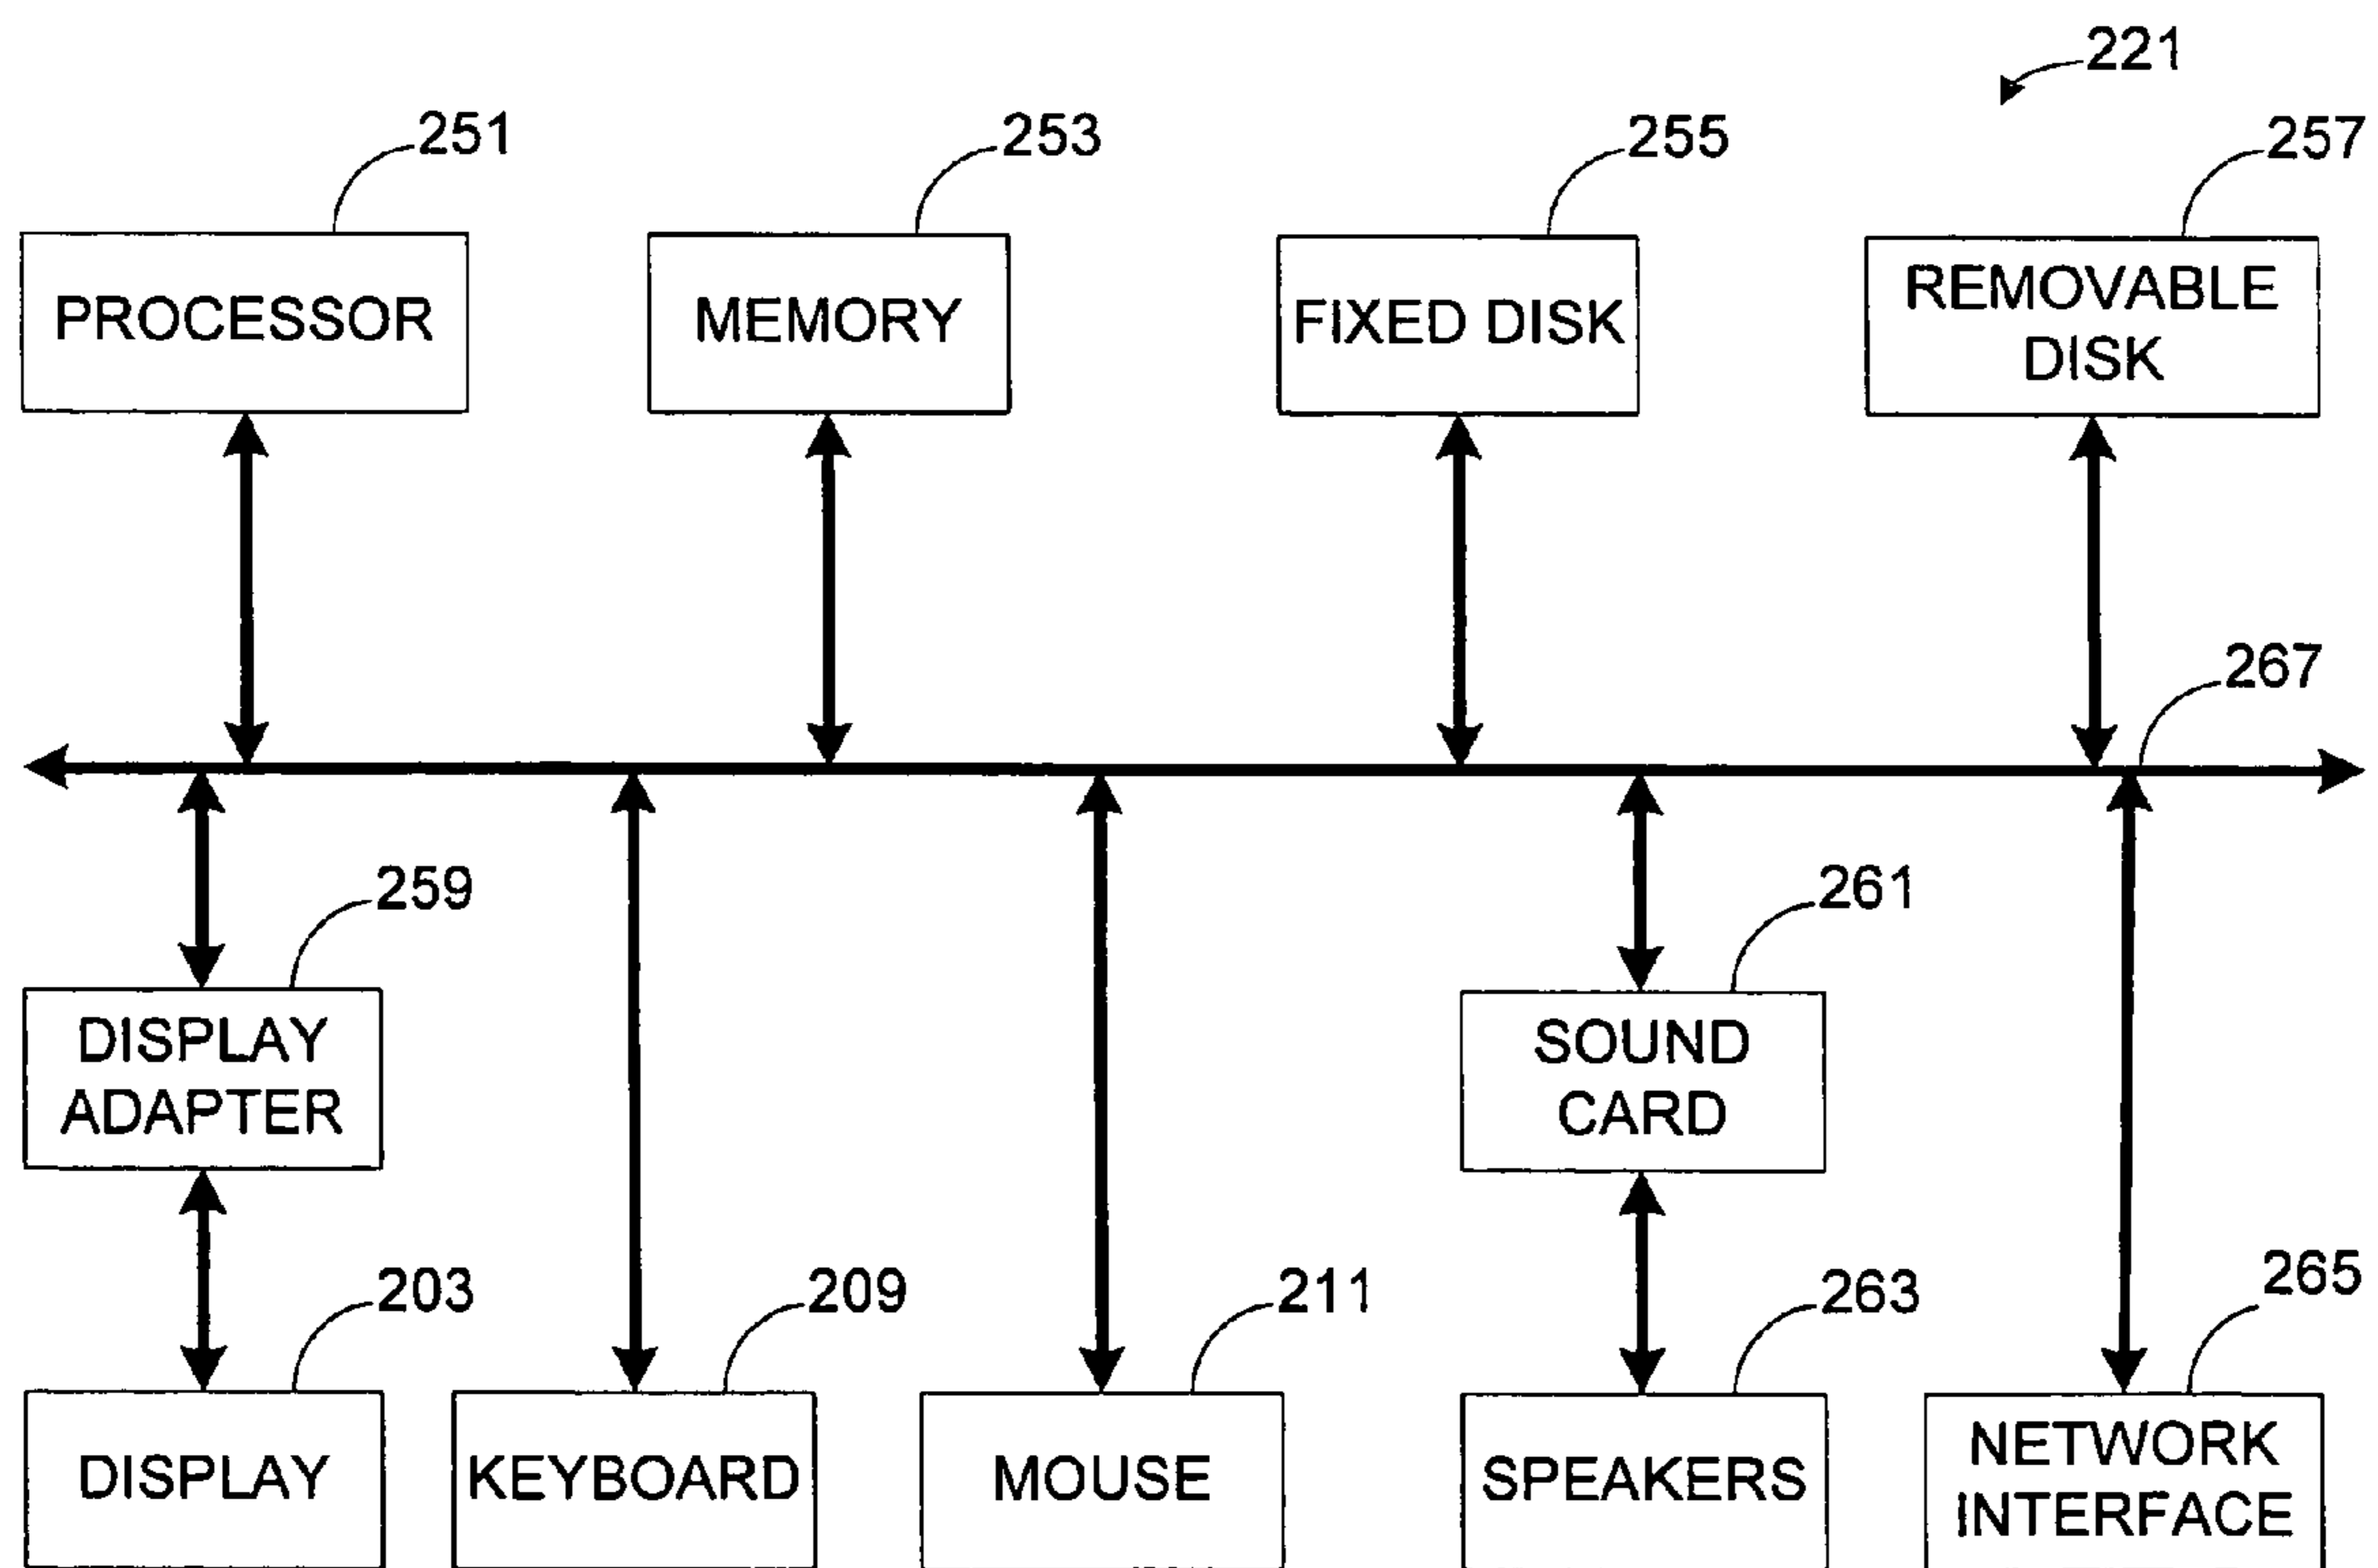 221
251
253
255
257
PROCESSOR
MEMORY
FIXED DISK
REMOVABLE
DISK
267
259
261
DISPLAY
ADAPTER
SOUND
CARD
203
209
211
263
265
DISPLAY
KEYBOARD
MOUSE
SPEAKERS
NETWORK
INTERFACE